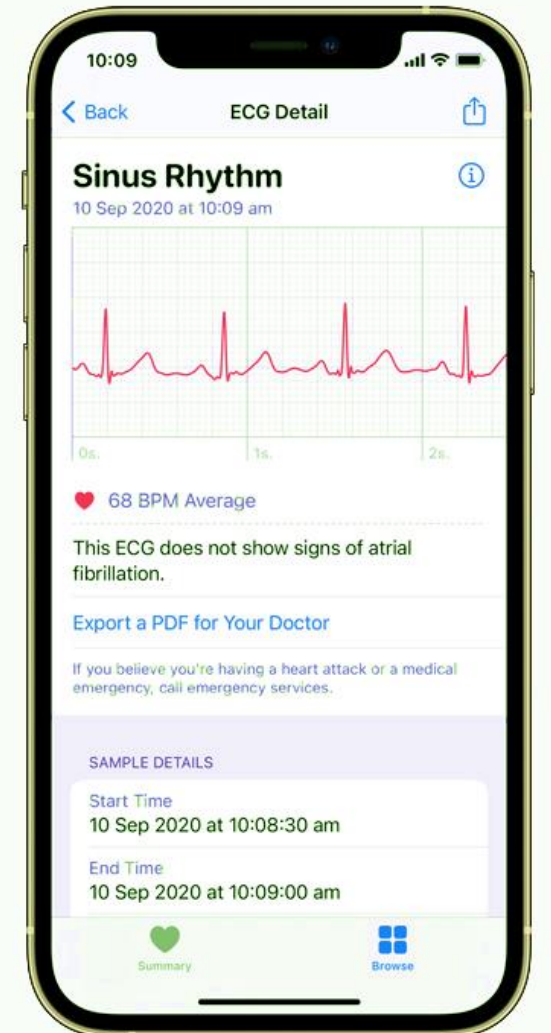 10:09
Back
ECG Detail
Sinus Rhythm
10 Sep 2020 at 10:09 am
0s.
1s.
2s.
68 BPM Average
This ECG does not show signs of atrial
fibrillation.
Export a PDF for Your Doctor
If you believe you're having a heart attack or a medical
emergency, call emergency services.
SAMPLE DETAILS
Start Time
10 Sep 2020 at 10:08:30 am
End Time
10 Sep 2020 at 10:09:00 am
Summary
Browse